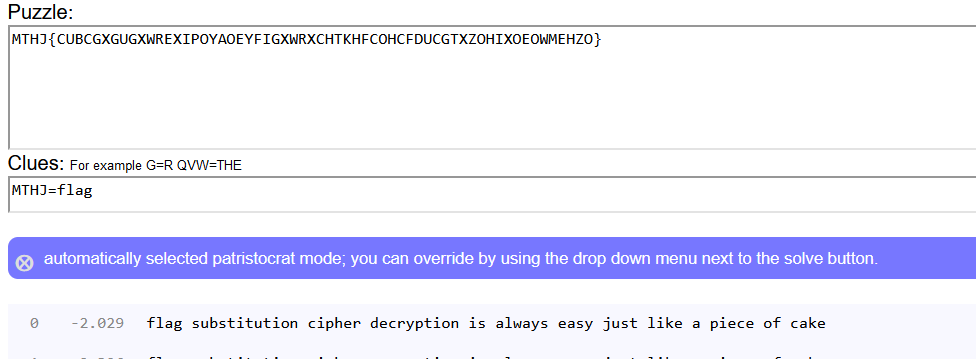 Puzzle:
MTHJ{CUBCGXGUGXWREXIPOYAOEYFIGXWRXCHTKHFCOHCFDUCGTXZOHIXOEOWMEHZO}
Clues: For example G=R QVW=THE
MTHJ=flag
automatically selected patristocrat mode; you can override by using the drop down menu next to the solve button.
0 -2.029 flag substitution cipher decryption is always easy just like a piece of cake